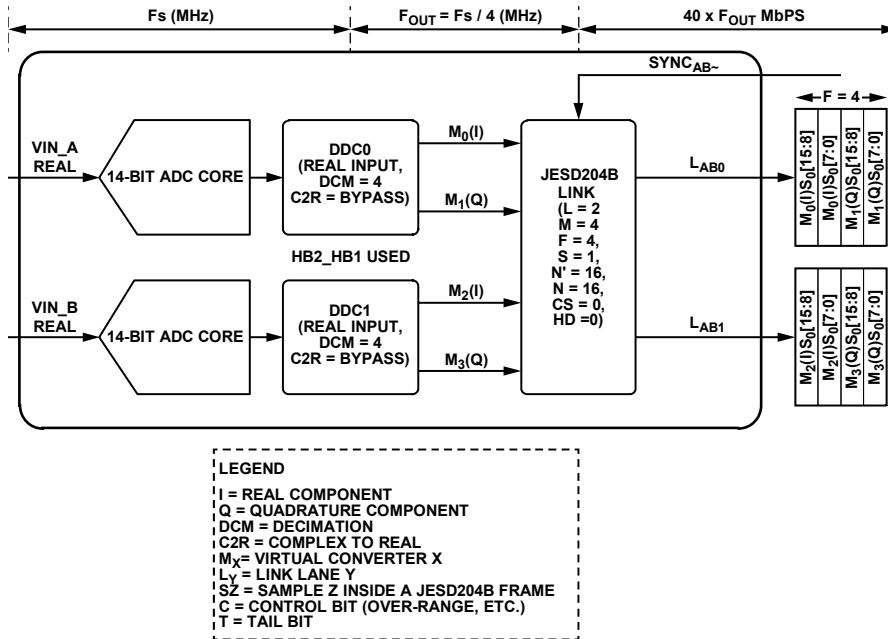 Fs (MHz)
F_OUT = Fs / 4 (MHz)
40 x F_OUT MbPS
SYNC_AB~
F = 4
VIN_A
REAL
14-BIT ADC CORE
DDC0
(REAL INPUT,
DCM = 4
C2R = BYPASS)
M0(I)
M1(Q)
HB2_HB1 USED
JESD204B
LINK
(L = 2
M = 4
F = 4,
S = 1,
N' = 16,
N = 16,
CS = 0,
HD =0)
L_AB0
M0(I)S0[15:8]
M0(I)S0[7:0]
M1(Q)S0[15:8]
M1(Q)S0[7:0]
VIN_B
REAL
14-BIT ADC CORE
DDC1
(REAL INPUT,
DCM = 4
C2R = BYPASS)
M2(I)
M3(Q)
L_AB1
M2(I)S0[15:8]
M2(I)S0[7:0]
M3(Q)S0[15:8]
M3(Q)S0[7:0]
LEGEND
I = REAL COMPONENT
Q = QUADRATURE COMPONENT
DCM = DECIMATION
C2R = COMPLEX TO REAL
MX= VIRTUAL CONVERTER X
LY = LINK LANE Y
SZ = SAMPLE Z INSIDE A JESD204B FRAME
C = CONTROL BIT (OVER-RANGE, ETC.)
T = TAIL BIT